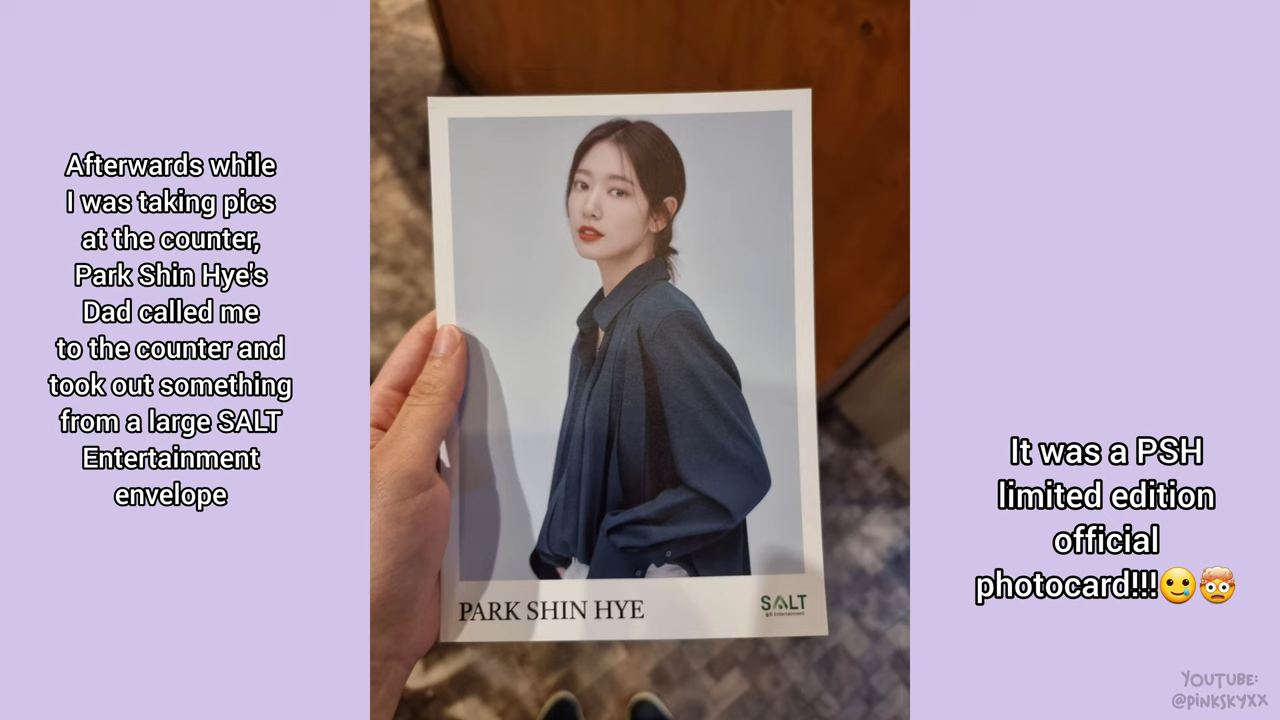 Afterwards while
I was taking pics
at the counter,
Park Shin Hye's
Dad called me
to the counter and
took out something
from a large SALT
Entertainment
envelope
PARK SHIN HYE
SALT
Entertainment
It was a PSH
limited edition
official
photocard!!!🥲🤯
YOUTUBE:
@PINKSKYXX